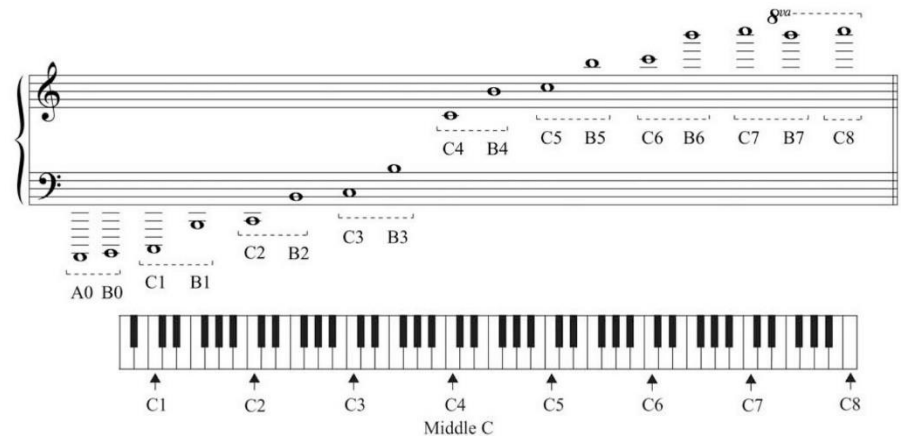 8va
C4 B4 C5 B5 C6 B6 C7 B7 C8
C3 B3
C2 B2
C1 B1
A0 B0
C1 C2 C3 C4 C5 C6 C7 C8
Middle C